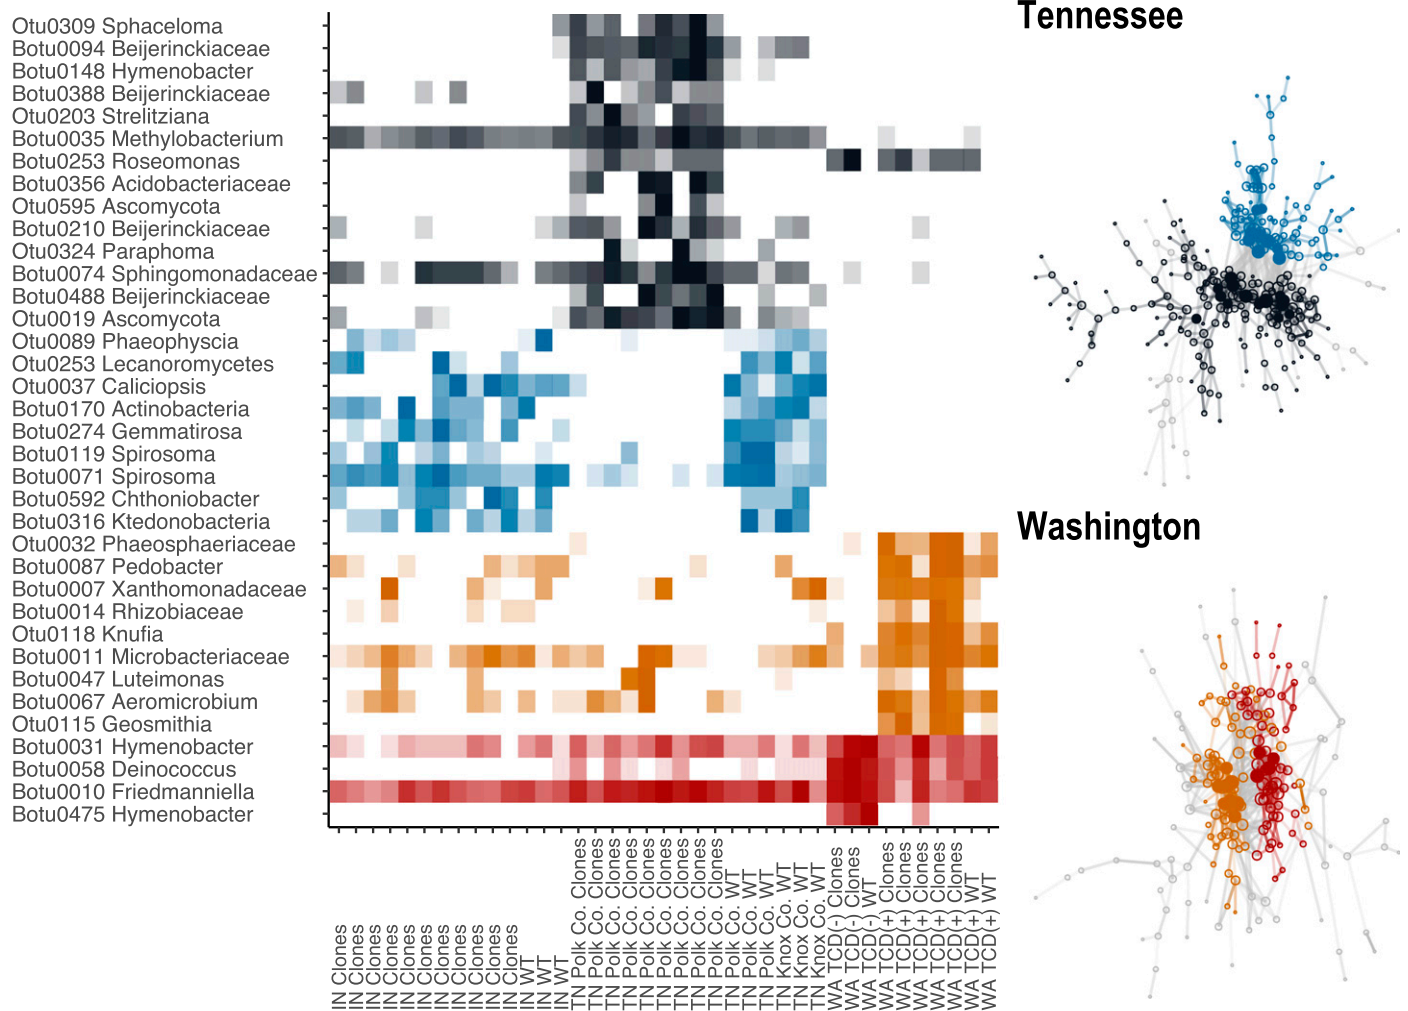 Otu0309 Sphaceloma
Botu0094 Beijerinckiaceae
Botu0148 Hymenobacter
Botu0388 Beijerinckiaceae
Otu0203 Strelitziana
Botu0035 Methylobacterium
Botu0253 Roseomonas
Botu0356 Acidobacteriaceae
Otu0595 Ascomycota
Botu0210 Beijerinckiaceae
Otu0324 Paraphoma
Botu0074 Sphingomonadaceae
Botu0488 Beijerinckiaceae
Otu0019 Ascomycota
Otu0089 Phaeophyscia
Otu0253 Lecanoromycetes
Otu0037 Caliciopsis
Botu0170 Actinobacteria
Botu0274 Gemmatirosa
Botu0119 Spirosoma
Botu0071 Spirosoma
Botu0592 Chthoniobacter
Botu0316 Ktedonobacteria
Otu0032 Phaeosphaeriaceae
Botu0087 Pedobacter
Botu0007 Xanthomonadaceae
Botu0014 Rhizobiaceae
Otu0118 Knufia
Botu0011 Microbacteriaceae
Botu0047 Luteimonas
Botu0067 Aeromicrobium
Otu0115 Geosmithia
Botu0031 Hymenobacter
Botu0058 Deinococcus
Botu0010 Friedmanniella
Botu0475 Hymenobacter
IN Clones
IN Clones
IN Clones
IN Clones
IN Clones
IN Clones
IN Clones
IN Clones
IN Clones
IN Clones
IN Clones
IN WT
IN WT
IN WT
TN Polk Co. Clones
TN Polk Co. Clones
TN Polk Co. Clones
TN Polk Co. Clones
TN Polk Co. Clones
TN Polk Co. Clones
TN Polk Co. Clones
TN Polk Co. Clones
TN Polk Co. Clones
TN Polk Co. WT
TN Polk Co. WT
TN Polk Co. WT
TN Knox Co. WT
TN Knox Co. WT
TN Knox Co. WT
WA TCD(-) Clones
WA TCD(-) Clones
WA TCD(-) WT
WA TCD(+) Clones
WA TCD(+) Clones
WA TCD(+) Clones
WA TCD(+) Clones
WA TCD(+) Clones
WA TCD(+) WT
WA TCD(+) WT
Tennessee
Washington